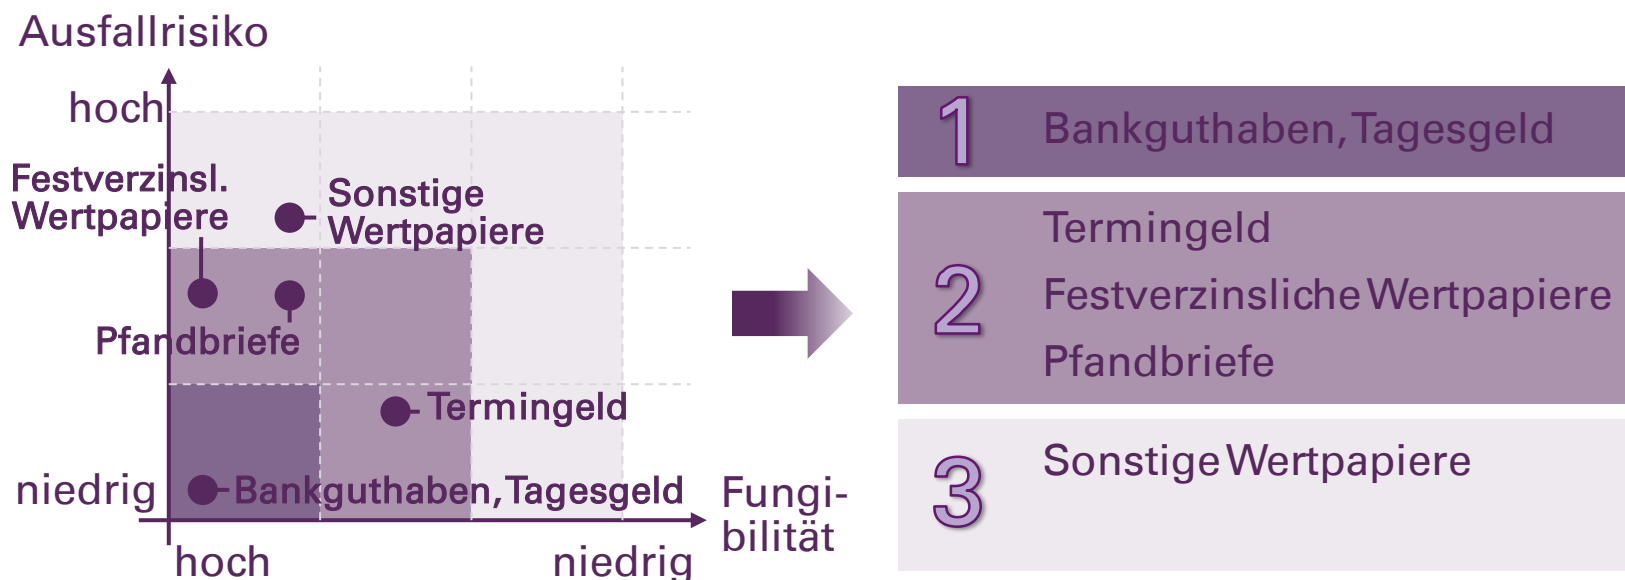 Ausfallrisiko
hoch
Festverzinsl.
Wertpapiere
Sonstige
Wertpapiere
Pfandbriefe
Termingeld
niedrig
Bankguthaben, Tagesgeld
Fungi-
bilität
hoch
niedrig
1
Bankguthaben, Tagesgeld
2
Termingeld
Festverzinsliche Wertpapiere
Pfandbriefe
3
Sonstige Wertpapiere